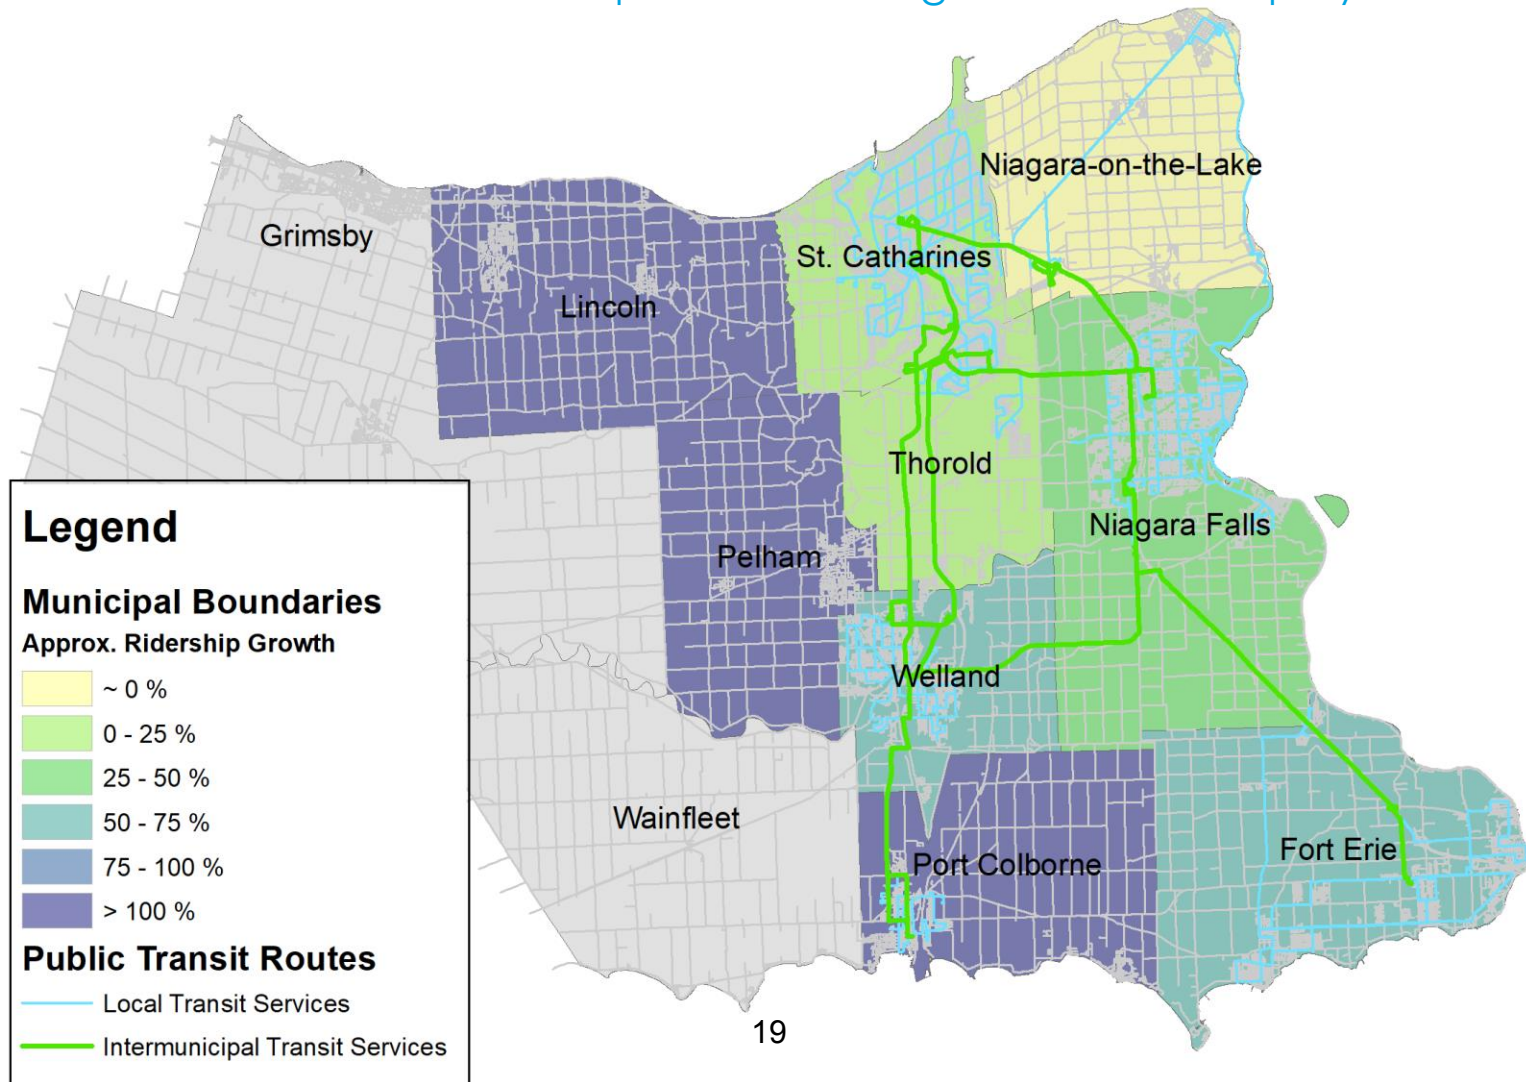 Niagara-on-the-Lake
Grimsby
St. Catharines
Lincoln
Thorold
Niagara Falls
Pelham
Welland
Wainfleet
Port Colborne
Fort Erie
Legend
Municipal Boundaries
Approx. Ridership Growth
~ 0 %
0 - 25 %
25 - 50 %
50 - 75 %
75 - 100 %
> 100 %
Public Transit Routes
Local Transit Services
Intermunicipal Transit Services
19